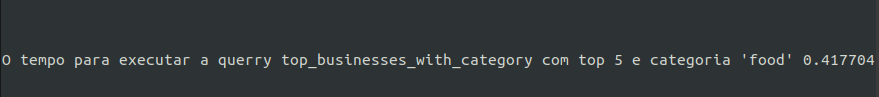 O tempo para executar a querry top_businesses_with_category com top 5 e categoria 'food' 0.417704